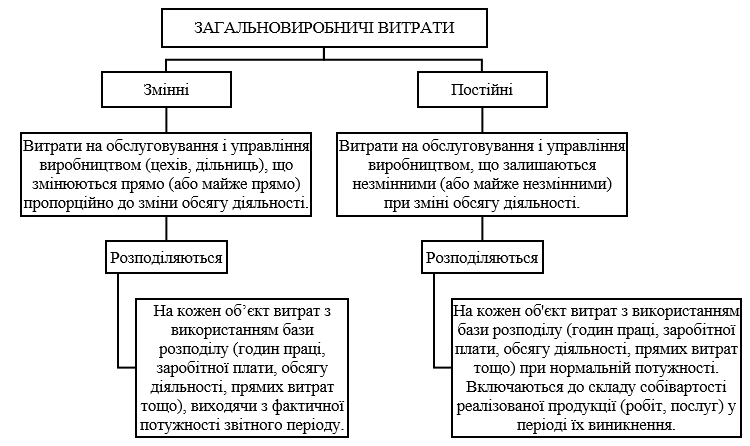 ЗАГАЛЬНОВИРОБНИЧІ ВИТРАТИ
Змінні
Постійні
Витрати на обслуговування і управління
виробництвом (цехів, дільниць), що
змінюються прямо (або майже прямо)
пропорційно до зміни обсягу діяльності.
Витрати на обслуговування і управління
виробництвом, що залишаються
незмінними (або майже незмінними)
при зміні обсягу діяльності.
Розподіляються
Розподіляються
На кожен об’єкт витрат з
використанням бази
розподілу (годин праці,
заробітної плати, обсягу
діяльності, прямих витрат
тощо), виходячи з фактичної
потужності звітного періоду.
На кожен об'єкт витрат з використанням
бази розподілу (годин праці, заробітної
плати, обсягу діяльності, прямих витрат
тощо) при нормальній потужності.
Включаються до складу собівартості
реалізованої продукції (робіт, послуг) у
періоді їх виникнення.